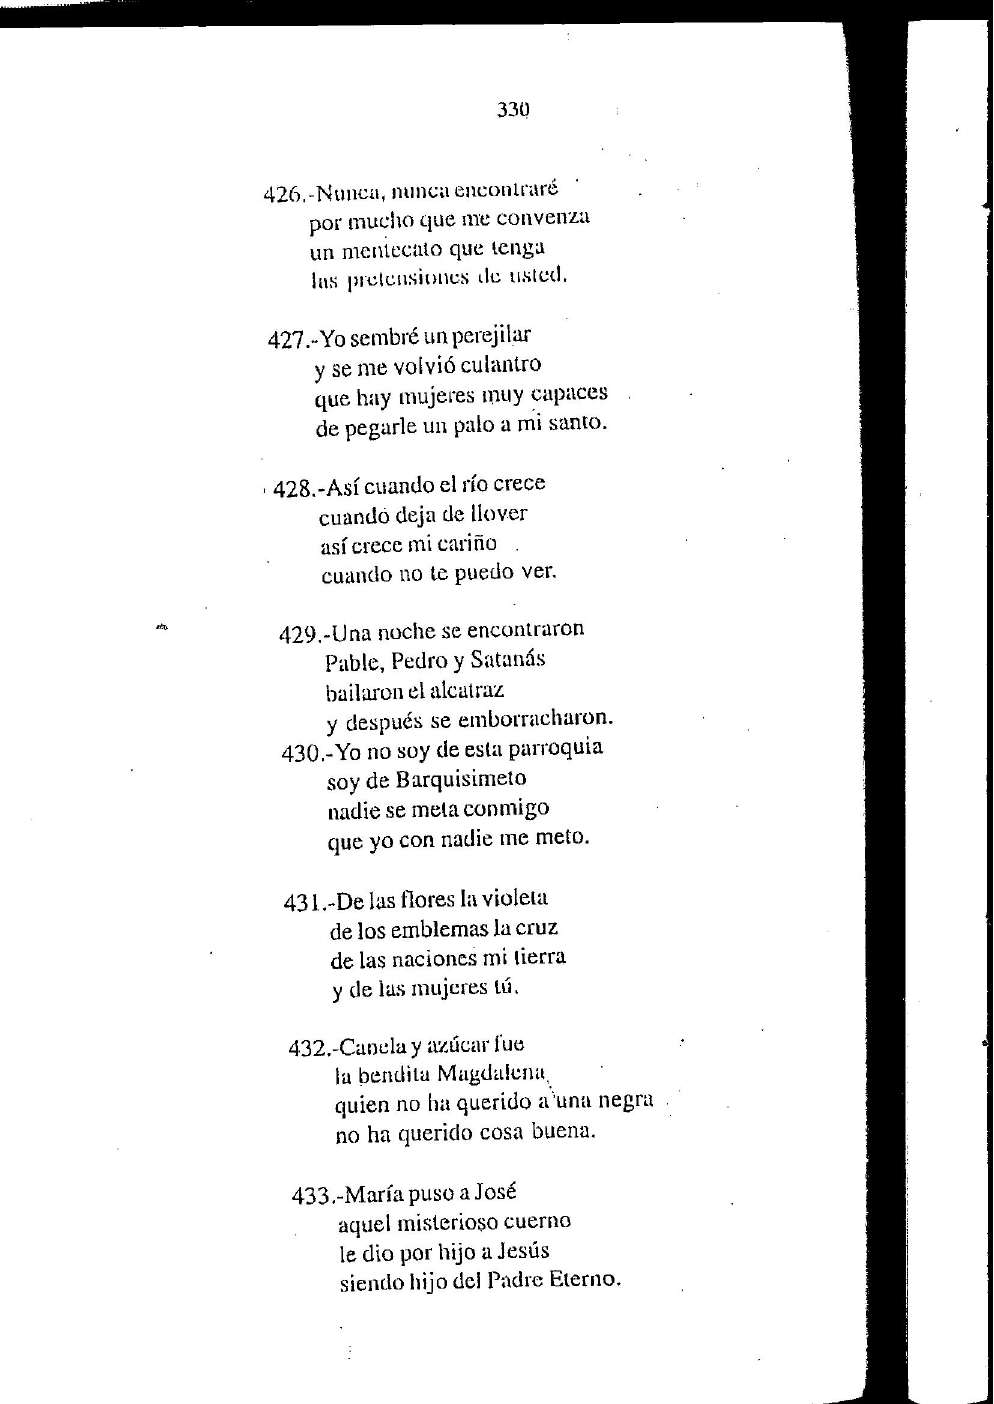 330
426.-Nunca, nunca encontraré
por mucho que me convenza
un mentecato que tenga
las pretensiones de usted.
427.-Yo sembré un perejilar
y se me volvió culantro
que hay mujeres muy capaces
de pegarle un palo a mi santo.
428.-Así cuando el río crece
cuando deja de llover
así crece mi cariño
cuando no te puedo ver.
429.-Una noche se encontraron
Pable, Pedro y Satanás
bailaron el alcatraz
y después se emborracharon.
430.-Yo no soy de esta parroquia
soy de Barquisimeto
nadie se meta conmigo
que yo con nadie me meto.
431.-De las flores la violeta
de los emblemas la cruz
de las naciones mi tierra
y de las mujeres tú.
432.-Canela y azúcar fue
la bendita Magdalena
quien no ha querido a una negra
no ha querido cosa buena.
433.-María puso a José
aquel misterioso cuerno
le dio por hijo a Jesús
siendo hijo del Padre Eterno.